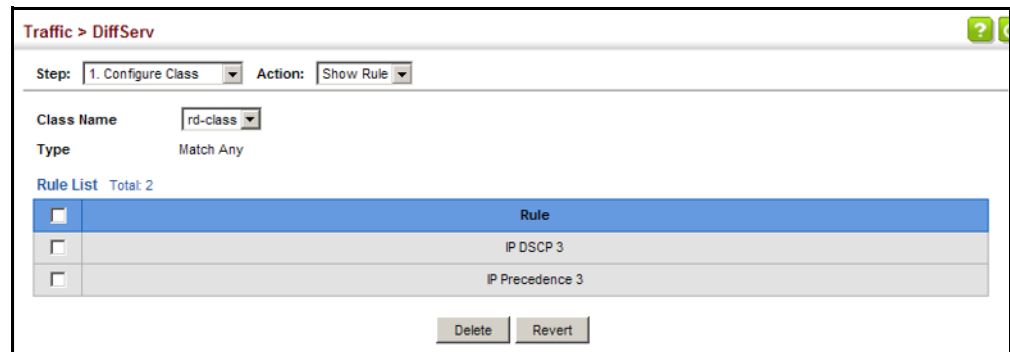 Traffic > DiffServ
?
Step: 1. Configure Class Action: Show Rule
Class Name rd-class
Type Match Any
Rule List Total: 2
Rule
IP DSCP 3
IP Precedence 3
Delete Revert